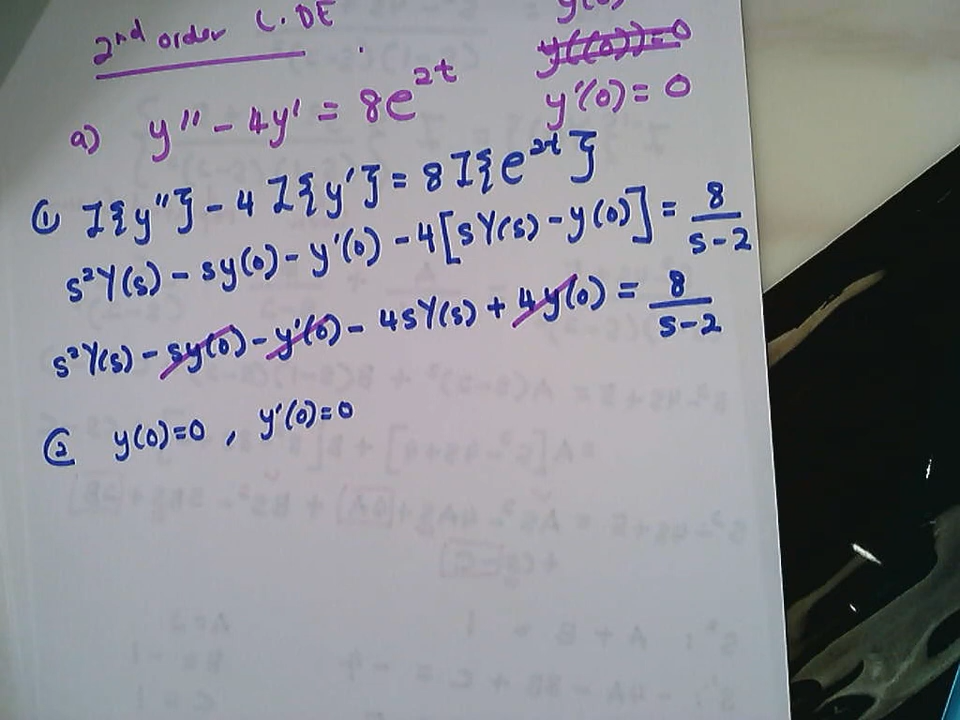 2nd order L.DE
y(0)
y((0))=0
a) y" - 4y' = 8e^2t
y'(0) = 0
① L{y"} - 4 L{y'} = 8 L{e^2t}
s²Y(s) - sy(0) - y'(0) - 4[sY(s) - y(0)] = 8/(s-2)
s²Y(s) - sy(0) - y'(0) - 4sY(s) + 4y(0) = 8/(s-2)
② y(0)=0 , y'(0)=0